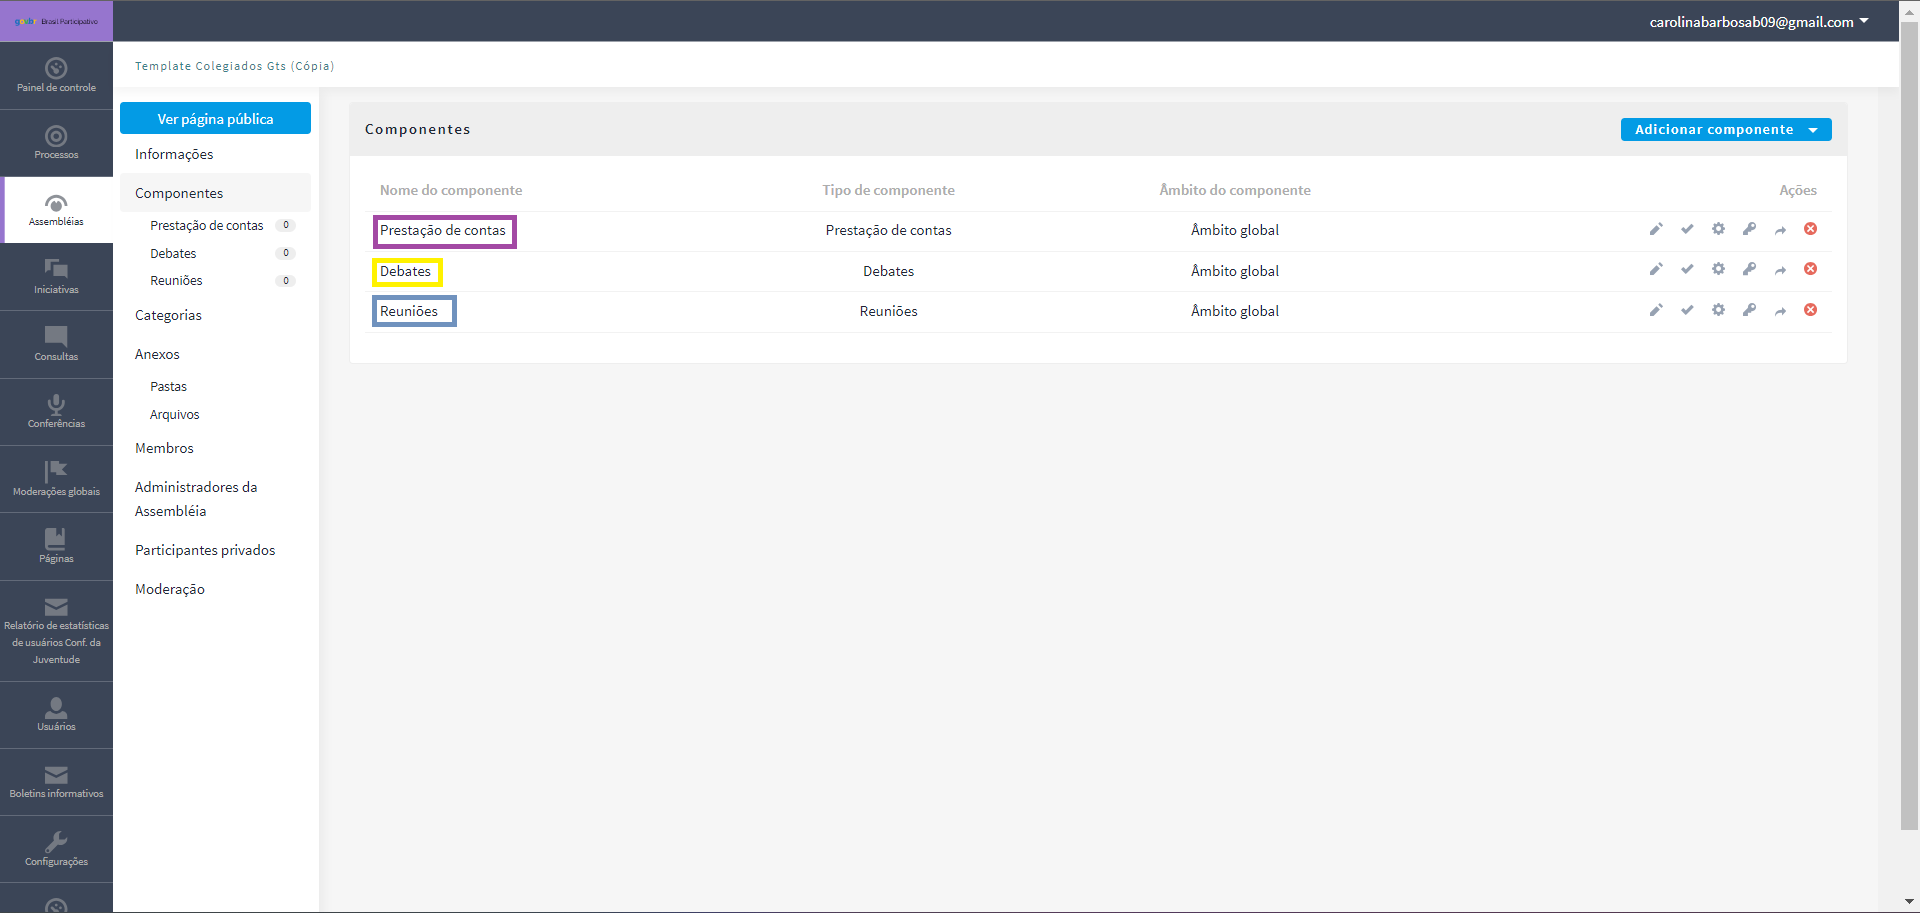 gov.br Brasil Participativo
carolinabarbosab09@gmail.com
Template Colegiados Gts (Cópia)
Painel de controle
Processos
Assembléias
Iniciativas
Consultas
Conferências
Moderações globais
Páginas
Relatório de estatísticas
de usuários Conf. da
Juventude
Usuários
Boletins informativos
Configurações
Ver página pública
Informações
Componentes
Prestação de contas 0
Debates 0
Reuniões 0
Categorias
Anexos
Pastas
Arquivos
Membros
Administradores da
Assembléia
Participantes privados
Moderação
Componentes
Adicionar componente
Nome do componente Tipo de componente Âmbito do componente Ações
Prestação de contas Prestação de contas Âmbito global
Debates Debates Âmbito global
Reuniões Reuniões Âmbito global